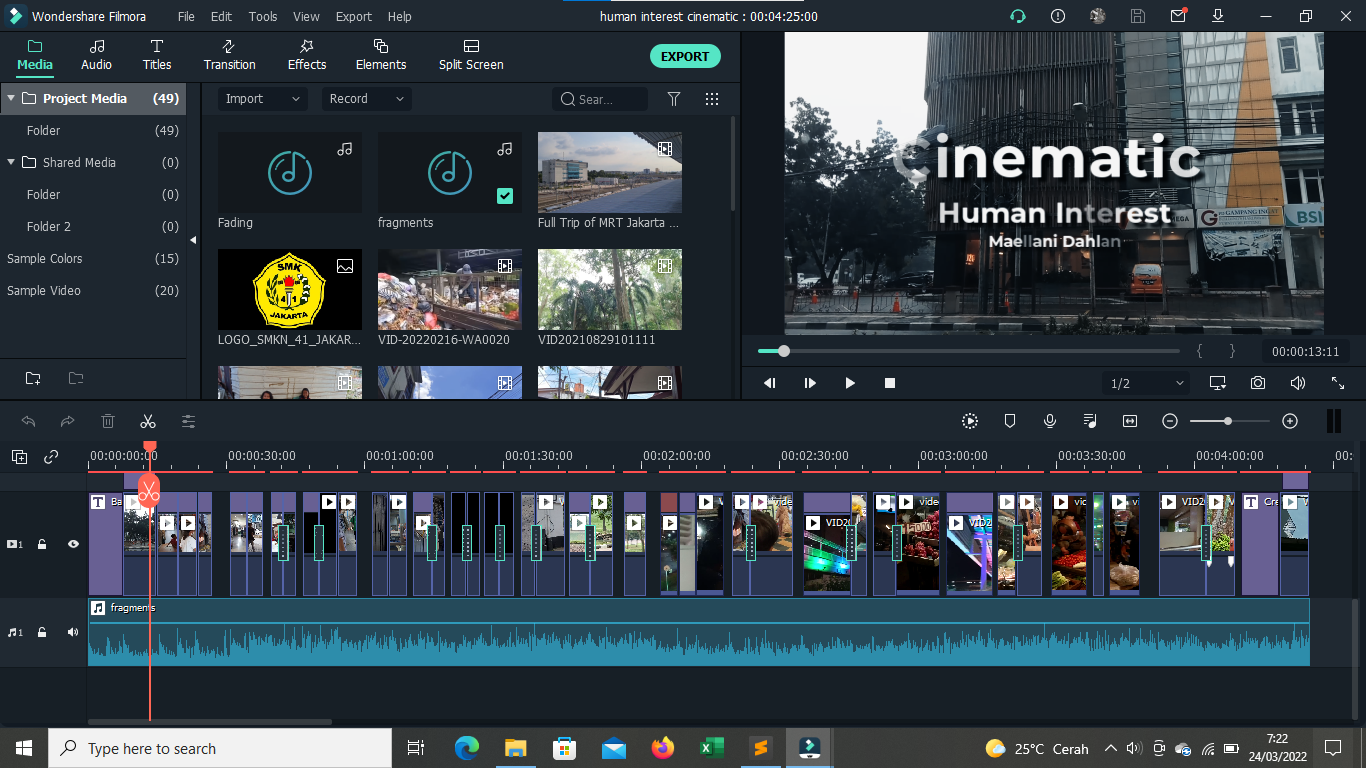 Wondershare Filmora
File Edit Tools View Export Help
human interest cinematic : 00:04:25:00
Media
Audio
Titles
Transition
Effects
Elements
Split Screen
EXPORT
Project Media (49)
Folder (49)
Shared Media (0)
Folder (0)
Folder 2 (0)
Sample Colors (15)
Sample Video (20)
Import
Record
Sear...
Fading
fragments
Full Trip of MRT Jakarta ...
SMK
41
JAKARTA
LOGO_SMKN_41_JAKAR...
VID-20220216-WA0020
VID20210829101111
Cinematic
Human Interest
Maellani Dahlan
GAMPANG INGAT
BSI
{ }
00:00:13:11
1/2
00:00:00:00
00:00:30:00
00:01:00:00
00:01:30:00
00:02:00:00
00:02:30:00
00:03:00:00
00:03:30:00
00:04:00:00
00:
T Ba
vide
VID20
vide
VID2
vic
vi
VID2
T Cre
1
fragments
1
Type here to search
25°C Cerah
7:22
24/03/2022